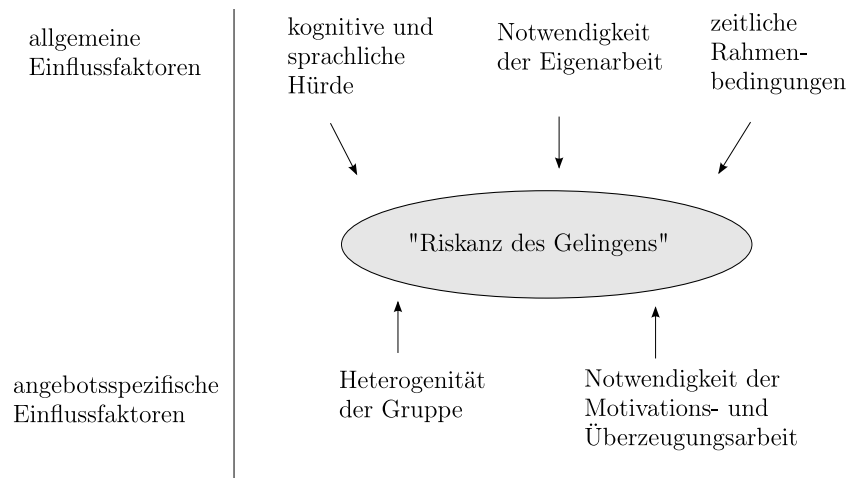 allgemeine
Einflussfaktoren
kognitive und
sprachliche
Hürde
Notwendigkeit
der Eigenarbeit
zeitliche
Rahmen-
bedingungen
"Riskanz des Gelingens"
angebotsspezifische
Einflussfaktoren
Heterogenität
der Gruppe
Notwendigkeit der
Motivations- und
Überzeugungsarbeit